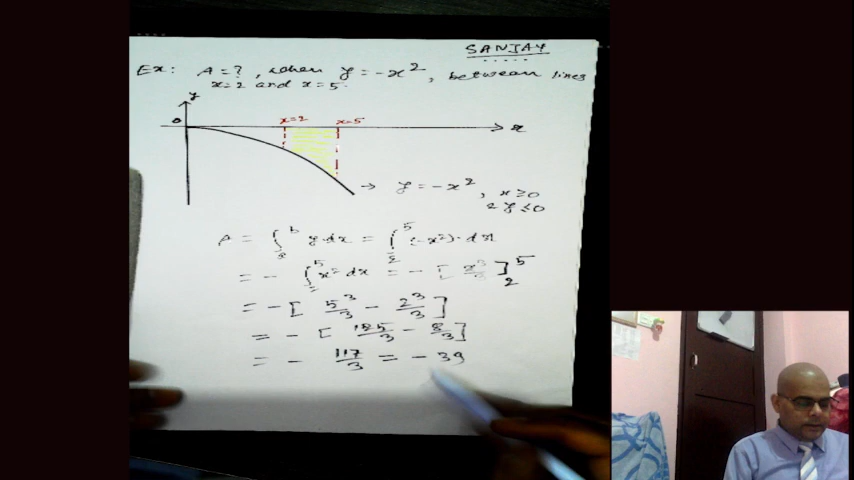 SANJAY
Ex: A = ?, when y = -x², between lines
x=2 and x=5.
y
0 x=2 x=5 x
→ y = -x², x ≥ 0
& y ≤ 0
A = ∫ₐᵇ y dx = ∫₂⁵ (-x²)·dx
= - ∫₂⁵ x² dx = - [ x³/3 ]₂⁵
= - [ 5³/3 - 2³/3 ]
= - [ 125/3 - 8/3 ]
= - 117/3 = - 39